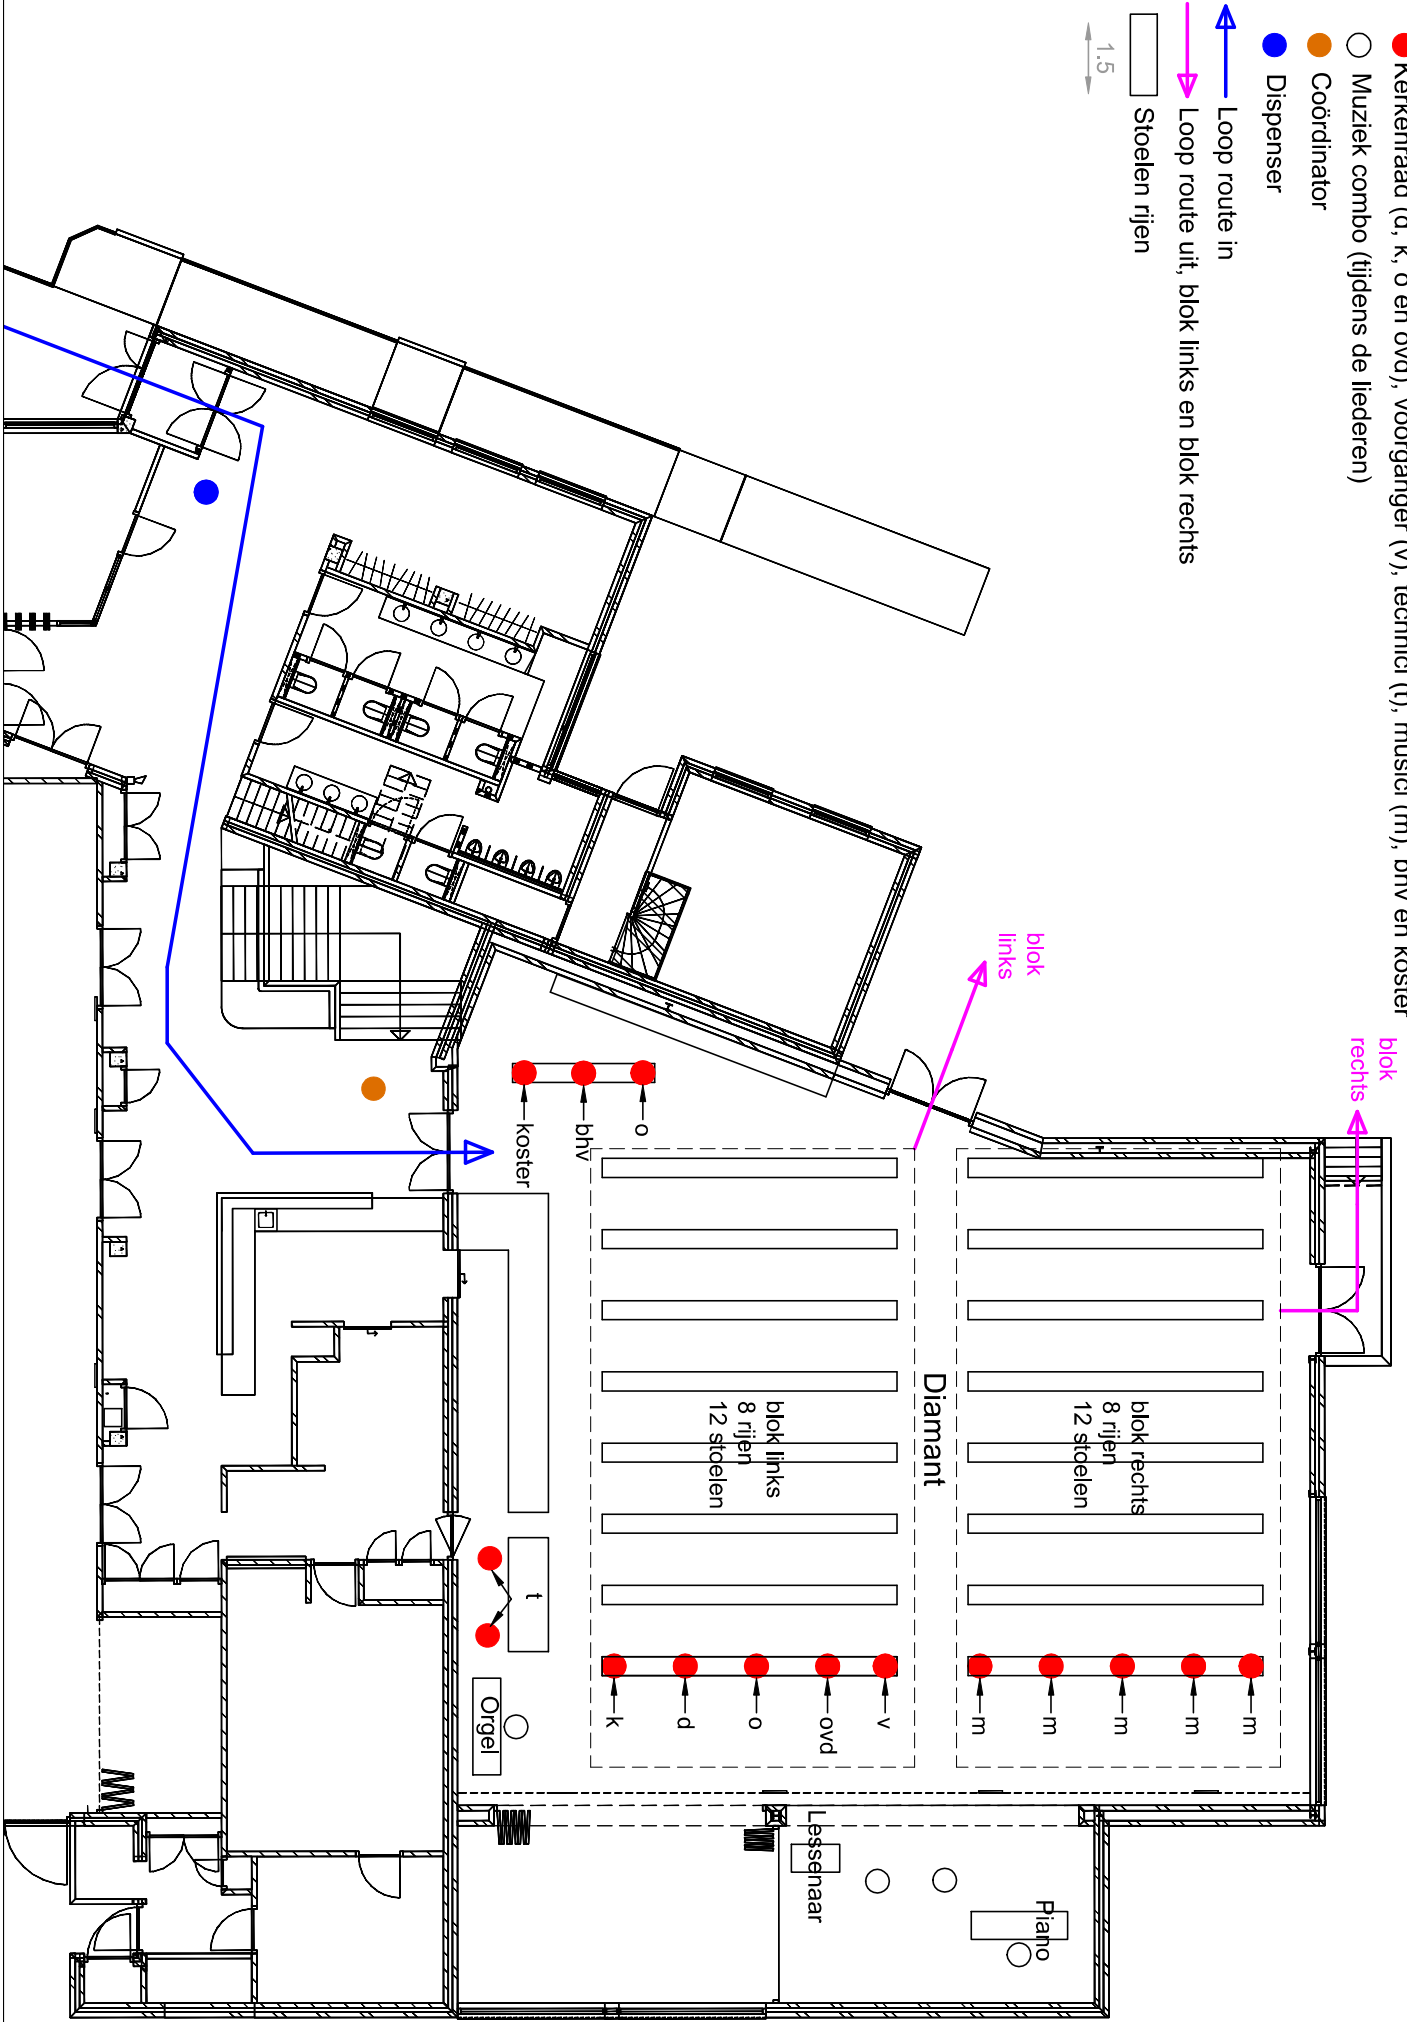 Kerkenraad (d, k, o en ovd), voorganger (v), technici (t), musici (m), bhv en koster
Muziek combo (tijdens de liederen)
Coördinator
Dispenser
Loop route in
Loop route uit, blok links en blok rechts
Stoelen rijen
1.5
blok
rechts
blok
links
o
bhv
koster
Diamant
blok rechts
8 rijen
12 stoelen
blok links
8 rijen
12 stoelen
t
m
m
m
m
m
v
ovd
o
d
k
Orgel
Lessenaar
Piano